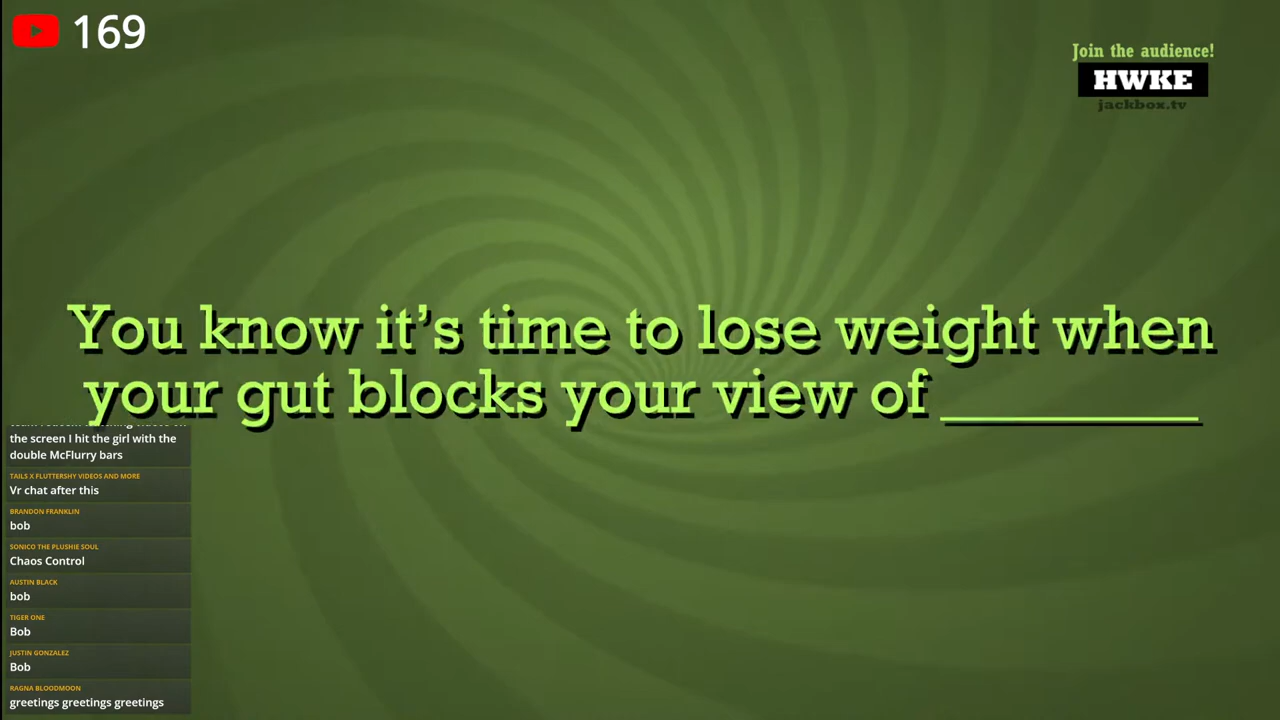 169
Join the audience!
HWKE
jackbox.tv
You know it's time to lose weight when
your gut blocks your view of __________
the screen I hit the girl with the
double McFlurry bars
TAILS X FLUTTERSHY VIDEOS AND MORE
Vr chat after this
BRANDON FRANKLIN
bob
SONICO THE PLUSHIE SOUL
Chaos Control
AUSTIN BLACK
bob
TIGER ONE
Bob
JUSTIN GONZALEZ
Bob
RAGNA BLOODMOON
greetings greetings greetings